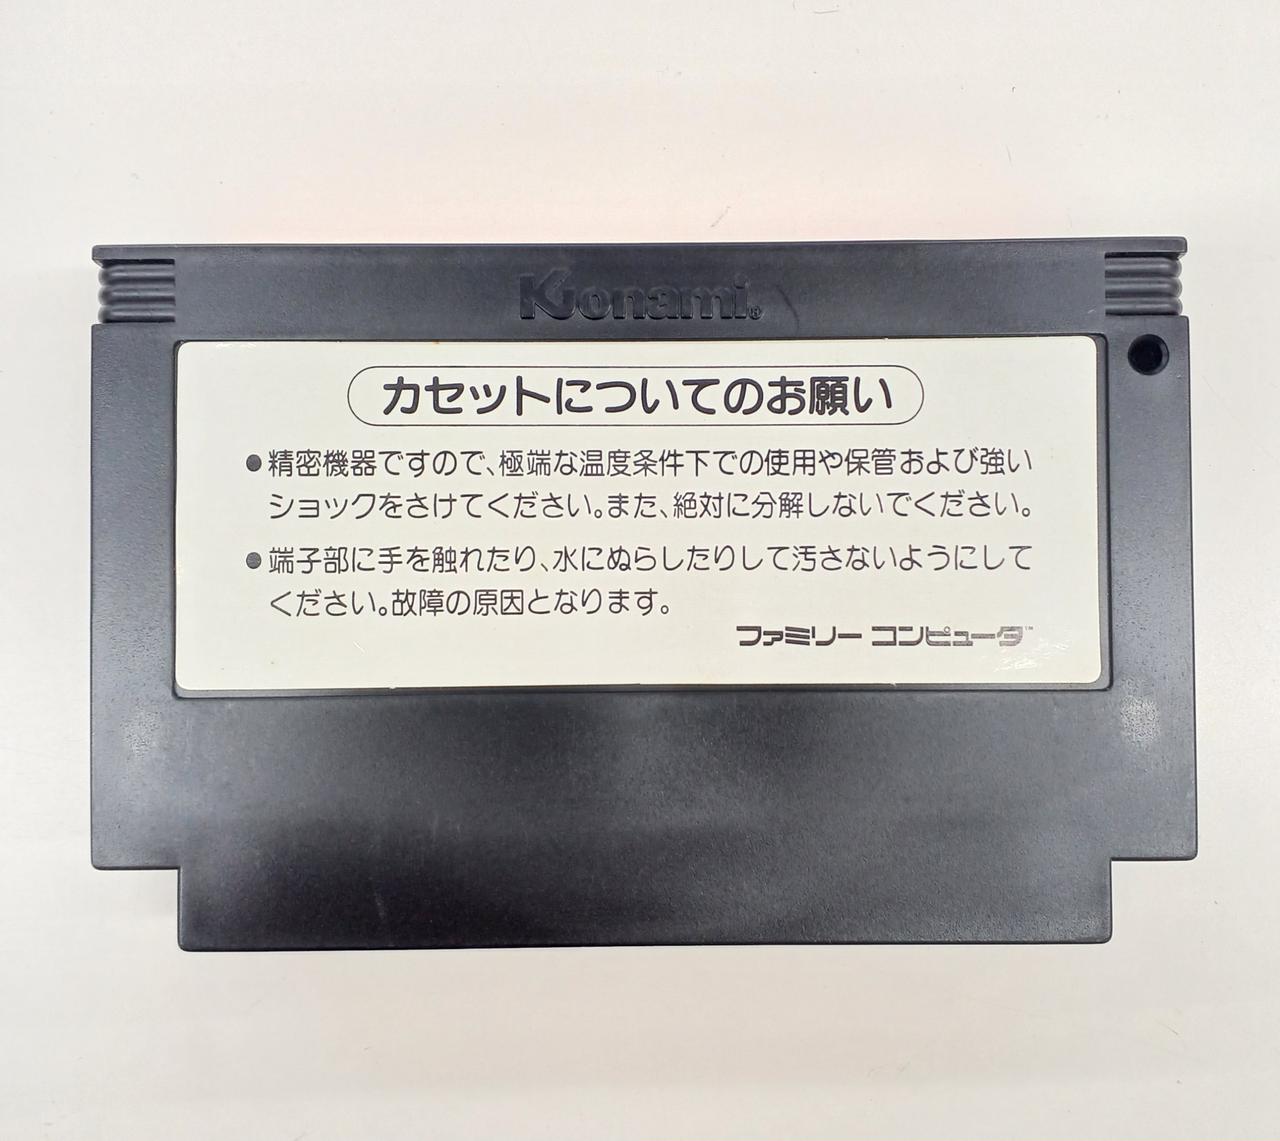 Konami®
カセットについてのお願い
●精密機器ですので、極端な温度条件下での使用や保管および強い
ショックをさけてください。また、絶対に分解しないでください。
●端子部に手を触れたり、水にぬらしたりして汚さないようにして
ください。故障の原因となります。
ファミリー コンピュータ™